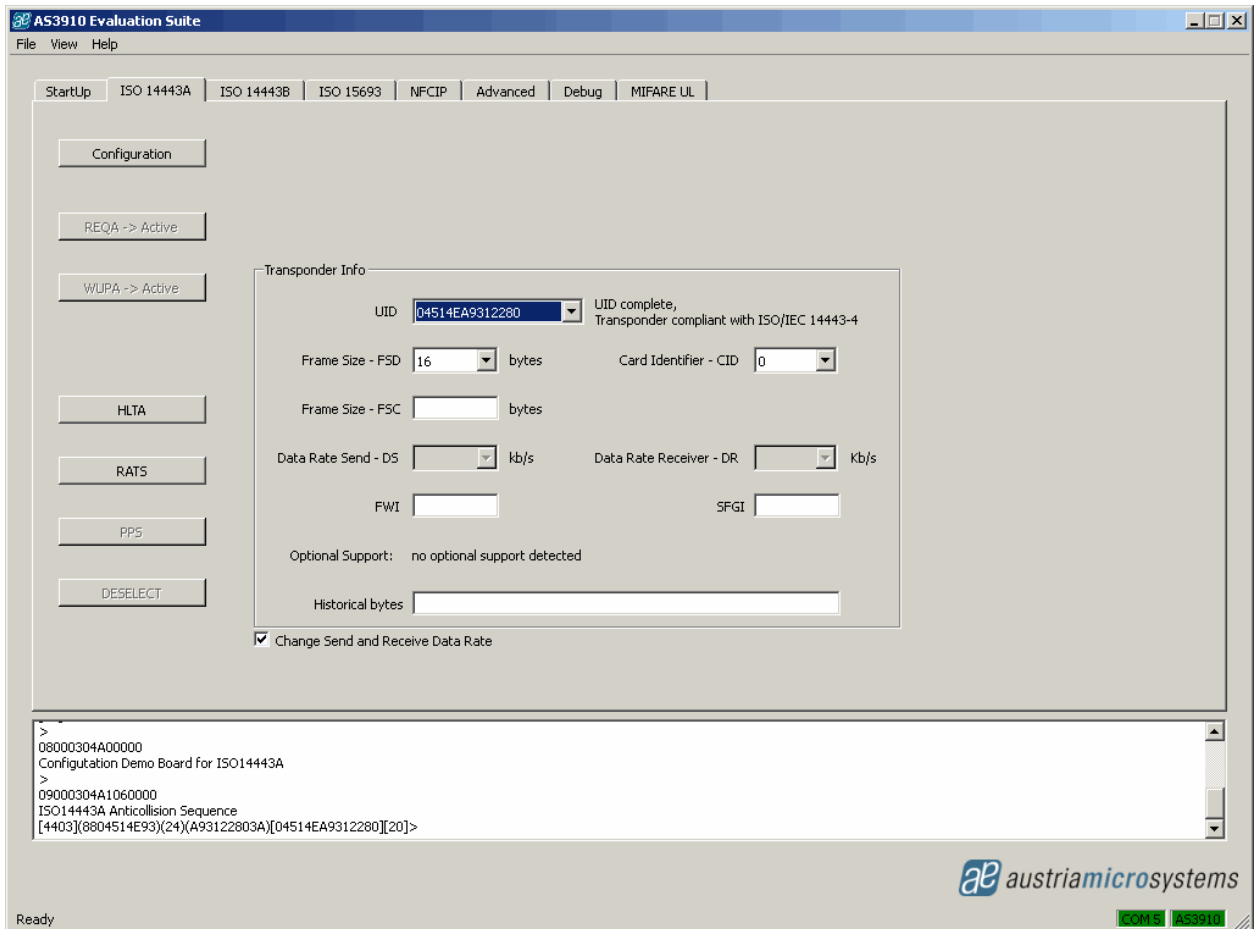 AS3910 Evaluation Suite
File View Help
StartUp ISO 14443A ISO 14443B ISO 15693 NFCIP Advanced Debug MIFARE UL
Configuration
REQA -> Active
WUPA -> Active
HLTA
RATS
PPS
DESELECT
Transponder Info
UID 04514EA9312280 UID complete,
Transponder compliant with ISO/IEC 14443-4
Frame Size - FSD 16 bytes Card Identifier - CID 0
Frame Size - FSC bytes
Data Rate Send - DS kb/s Data Rate Receiver - DR Kb/s
FWI SFGI
Optional Support: no optional support detected
Historical bytes
Change Send and Receive Data Rate
>
08000304A00000
Configutation Demo Board for ISO14443A
>
09000304A1060000
ISO14443A Anticollision Sequence
[4403](8804514E93)(24)(A93122803A)[04514EA9312280][20]>
ae austriamicrosystems
Ready COM 5 AS3910